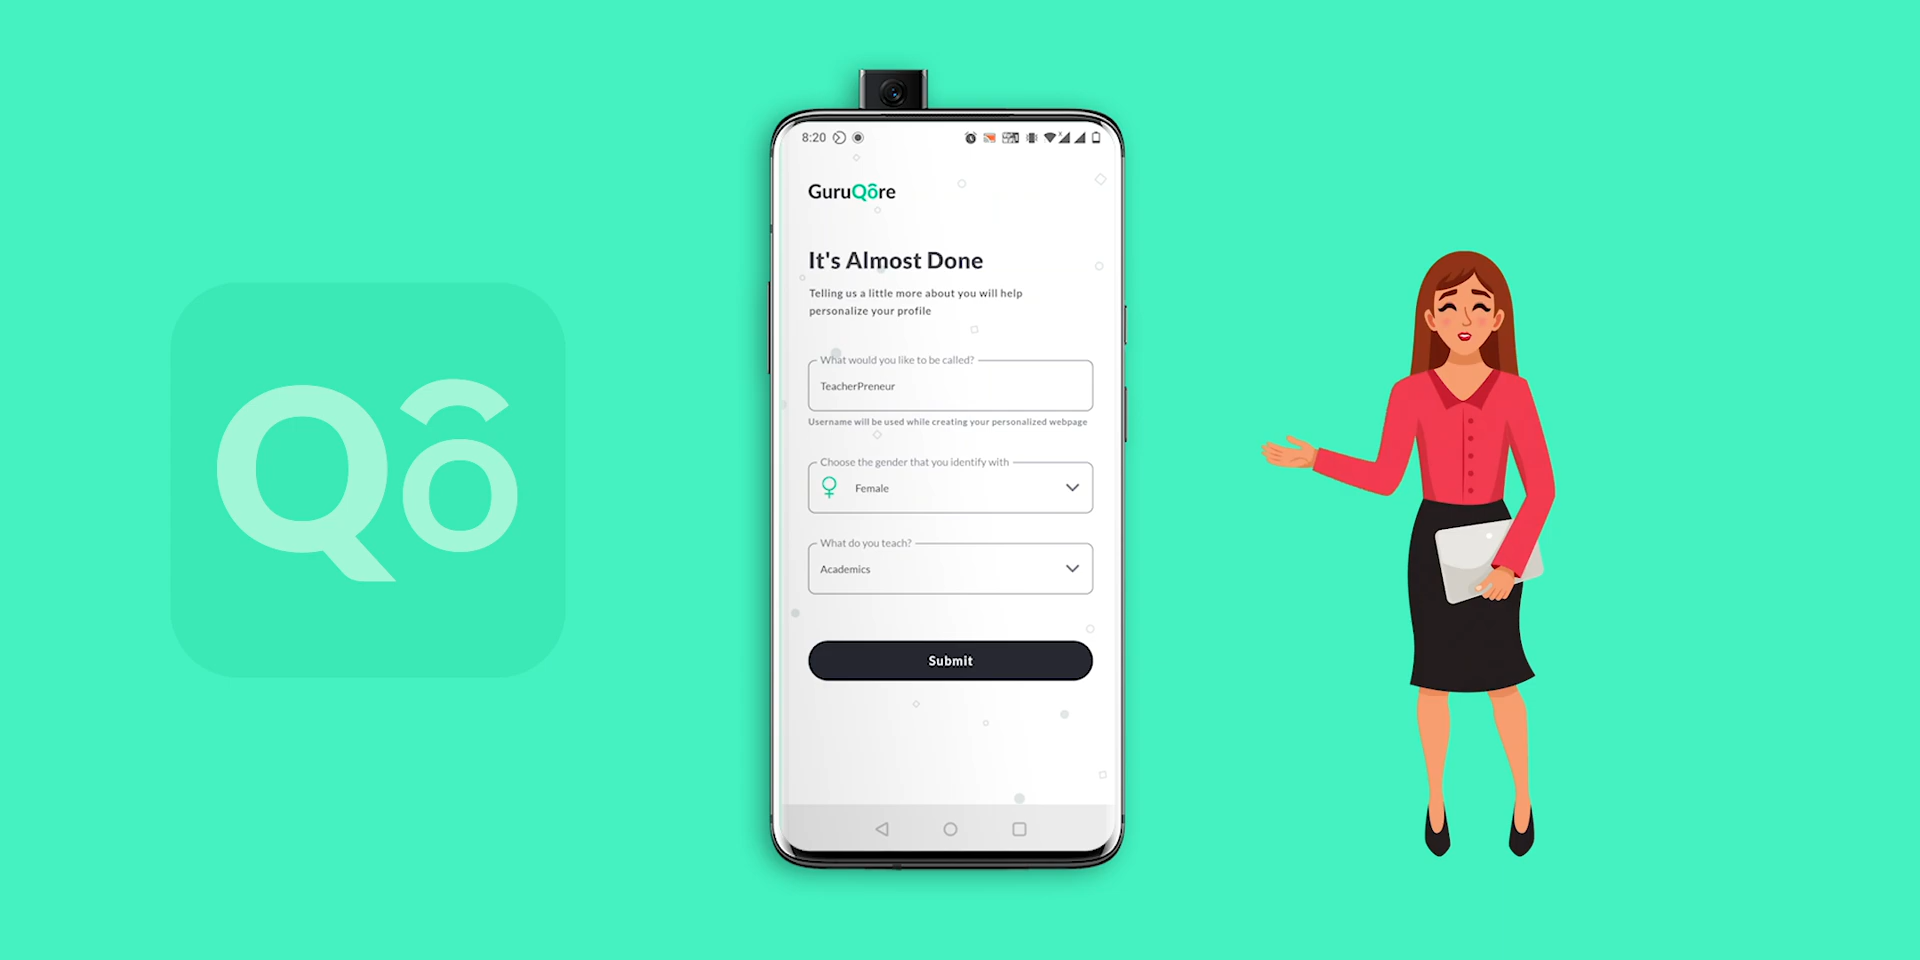 Qô
8:20
GuruQôre
It's Almost Done
Telling us a little more about you will help
personalize your profile
What would you like to be called?
TeacherPreneur
Username will be used while creating your personalized webpage
Choose the gender that you identify with
Female
What do you teach?
Academics
Submit